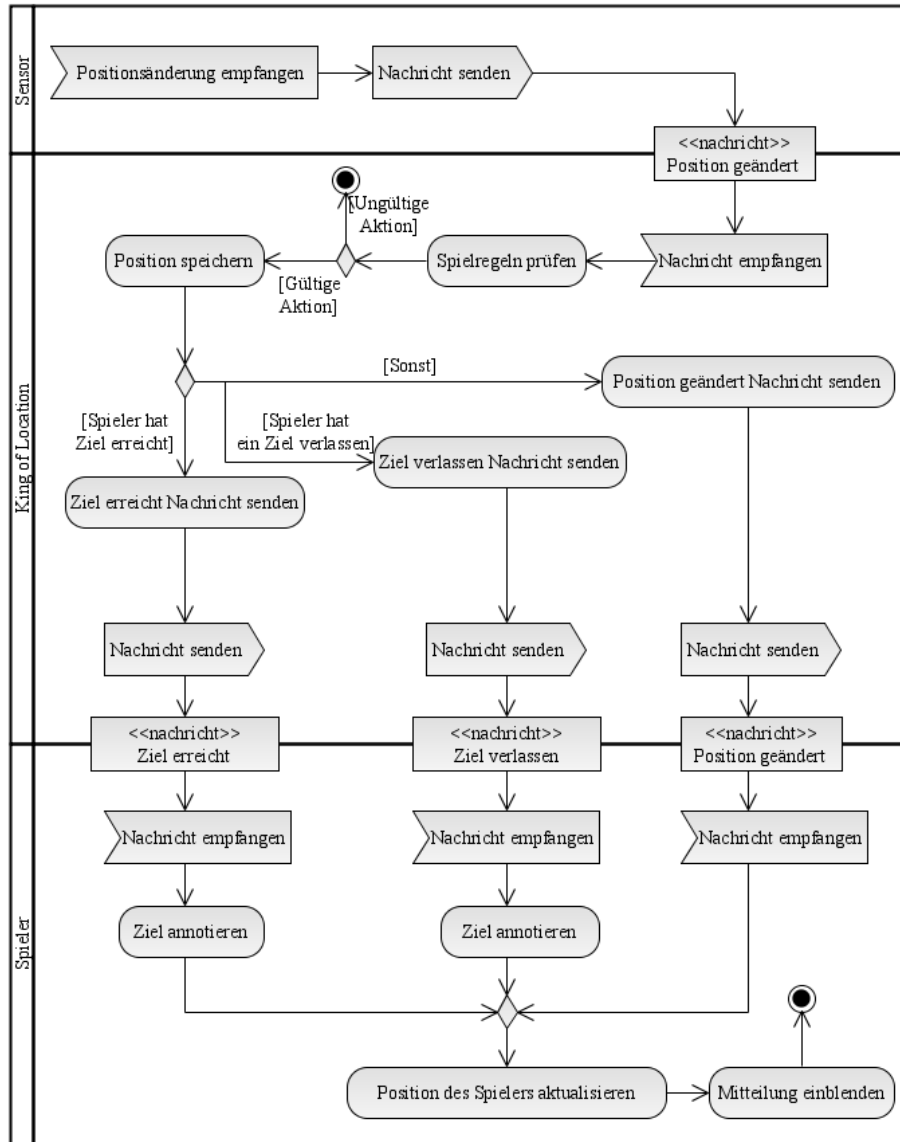 Sensor
Positionsänderung empfangen
Nachricht senden
<<nachricht>>
Position geändert
King of Location
[Ungültige
Aktion]
Position speichern
Spielregeln prüfen
Nachricht empfangen
[Gültige
Aktion]
[Sonst]
Position geändert Nachricht senden
[Spieler hat
Ziel erreicht]
[Spieler hat
ein Ziel verlassen]
Ziel verlassen Nachricht senden
Ziel erreicht Nachricht senden
Nachricht senden
Nachricht senden
Nachricht senden
<<nachricht>>
Ziel erreicht
<<nachricht>>
Ziel verlassen
<<nachricht>>
Position geändert
Spieler
Nachricht empfangen
Nachricht empfangen
Nachricht empfangen
Ziel annotieren
Ziel annotieren
Position des Spielers aktualisieren
Mitteilung einblenden